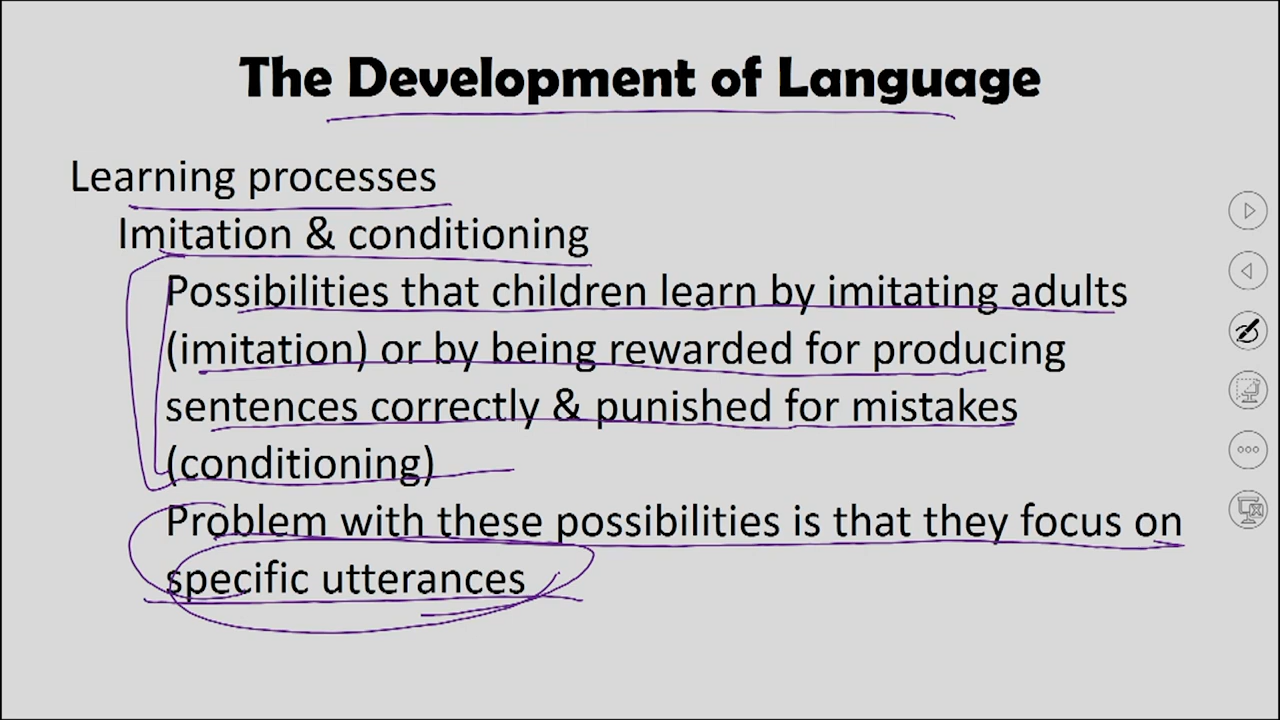 The Development of Language
Learning processes
Imitation & conditioning
Possibilities that children learn by imitating adults
(imitation) or by being rewarded for producing
sentences correctly & punished for mistakes
(conditioning)
Problem with these possibilities is that they focus on
specific utterances